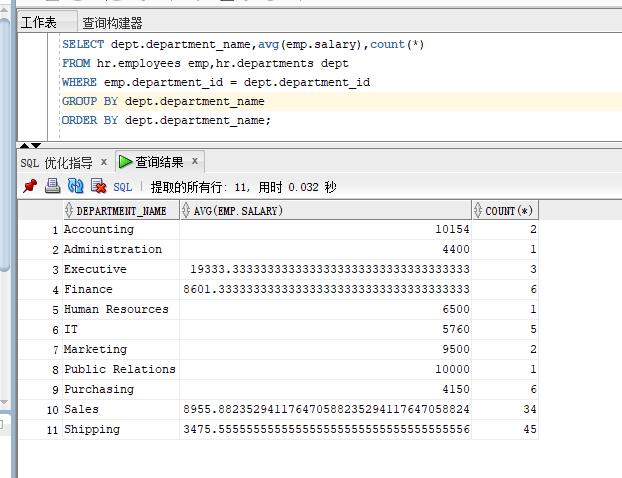 工作表 查询构建器
SELECT dept.department_name,avg(emp.salary),count(*)
FROM hr.employees emp,hr.departments dept
WHERE emp.department_id = dept.department_id
GROUP BY dept.department_name
ORDER BY dept.department_name;
SQL 优化指导 x 查询结果 x
SQL | 提取的所有行: 11, 用时 0.032 秒
DEPARTMENT_NAME AVG(EMP.SALARY) COUNT(*)
1 Accounting 10154 2
2 Administration 4400 1
3 Executive 19333.3333333333333333333333333333333333 3
4 Finance 8601.33333333333333333333333333333333333 6
5 Human Resources 6500 1
6 IT 5760 5
7 Marketing 9500 2
8 Public Relations 10000 1
9 Purchasing 4150 6
10 Sales 8955.88235294117647058823529411764705882 34
11 Shipping 3475.55555555555555555555555555555555556 45